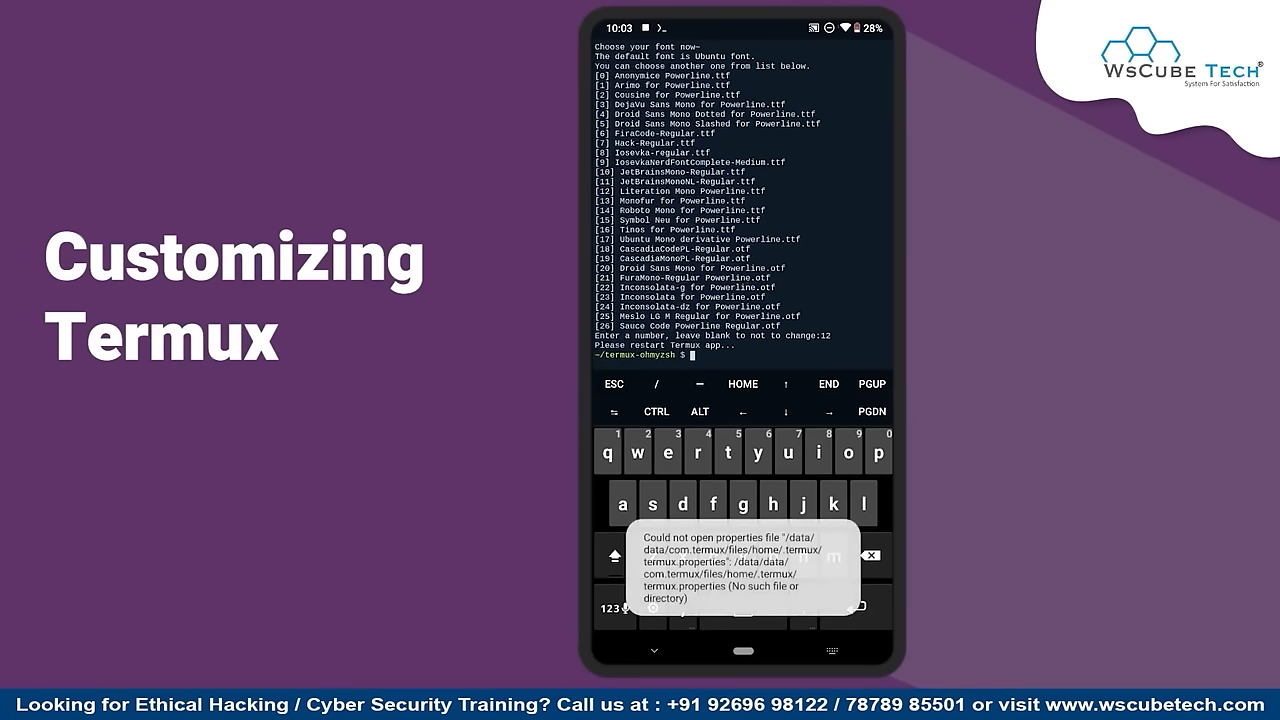 Customizing
Termux
10:03
28%
Choose your font now~
The default font is Ubuntu font.
You can choose another one from list below.
[0] Anonymice Powerline.ttf
[1] Arimo for Powerline.ttf
[2] Cousine for Powerline.ttf
[3] DejaVu Sans Mono for Powerline.ttf
[4] Droid Sans Mono Dotted for Powerline.ttf
[5] Droid Sans Mono Slashed for Powerline.ttf
[6] FiraCode-Regular.ttf
[7] Hack-Regular.ttf
[8] Iosevka-regular.ttf
[9] IosevkaNerdFontComplete-Medium.ttf
[10] JetBrainsMono-Regular.ttf
[11] JetBrainsMonoNL-Regular.ttf
[12] Literation Mono Powerline.ttf
[13] Monofur for Powerline.ttf
[14] Roboto Mono for Powerline.ttf
[15] Symbol Neu for Powerline.ttf
[16] Tinos for Powerline.ttf
[17] Ubuntu Mono derivative Powerline.ttf
[18] CascadiaCodePL-Regular.otf
[19] CascadiaMonoPL-Regular.otf
[20] Droid Sans Mono for Powerline.otf
[21] FuraMono-Regular Powerline.otf
[22] Inconsolata-g for Powerline.otf
[23] Inconsolata for Powerline.otf
[24] Inconsolata-dz for Powerline.otf
[25] Meslo LG M Regular for Powerline.otf
[26] Sauce Code Powerline Regular.otf
Enter a number, leave blank to not to change:12
Please restart Termux app...
~/termux-ohmyzsh $
ESC / — HOME ↑ END PGUP
⇆ CTRL ALT ← ↓ → PGDN
1 2 3 4 5 6 7 8 9 0
q w e r t y u i o p
a s d f g h j k l
m
Could not open properties file "/data/
data/com.termux/files/home/.termux/
termux.properties": /data/data/
com.termux/files/home/.termux/
termux.properties (No such file or
directory)
123
WsCube Tech®
System For Satisfaction
Looking for Ethical Hacking / Cyber Security Training? Call us at : +91 92696 98122 / 78789 85501 or visit www.wscubetech.com